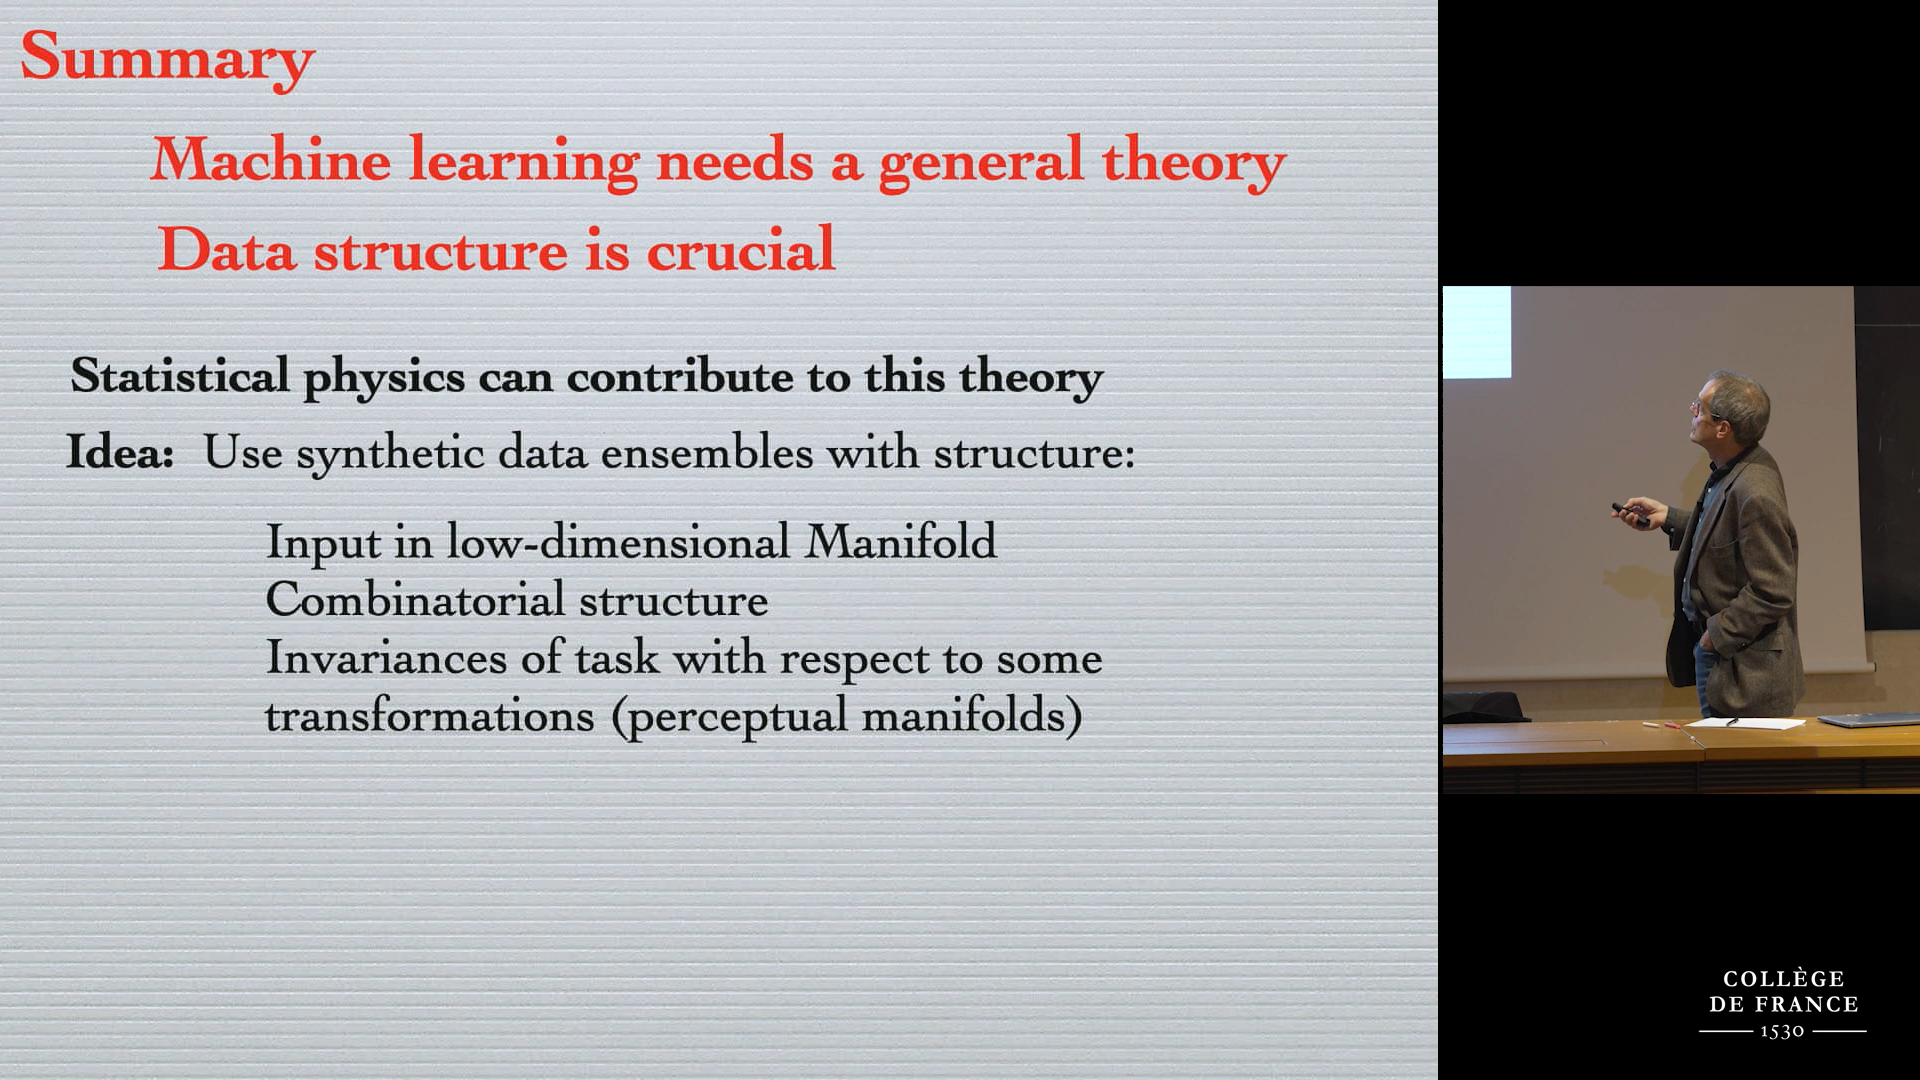 Summary
Machine learning needs a general theory
Data structure is crucial
Statistical physics can contribute to this theory
Idea: Use synthetic data ensembles with structure:
Input in low-dimensional Manifold
Combinatorial structure
Invariances of task with respect to some
transformations (perceptual manifolds)
COLLÈGE
DE FRANCE
1530